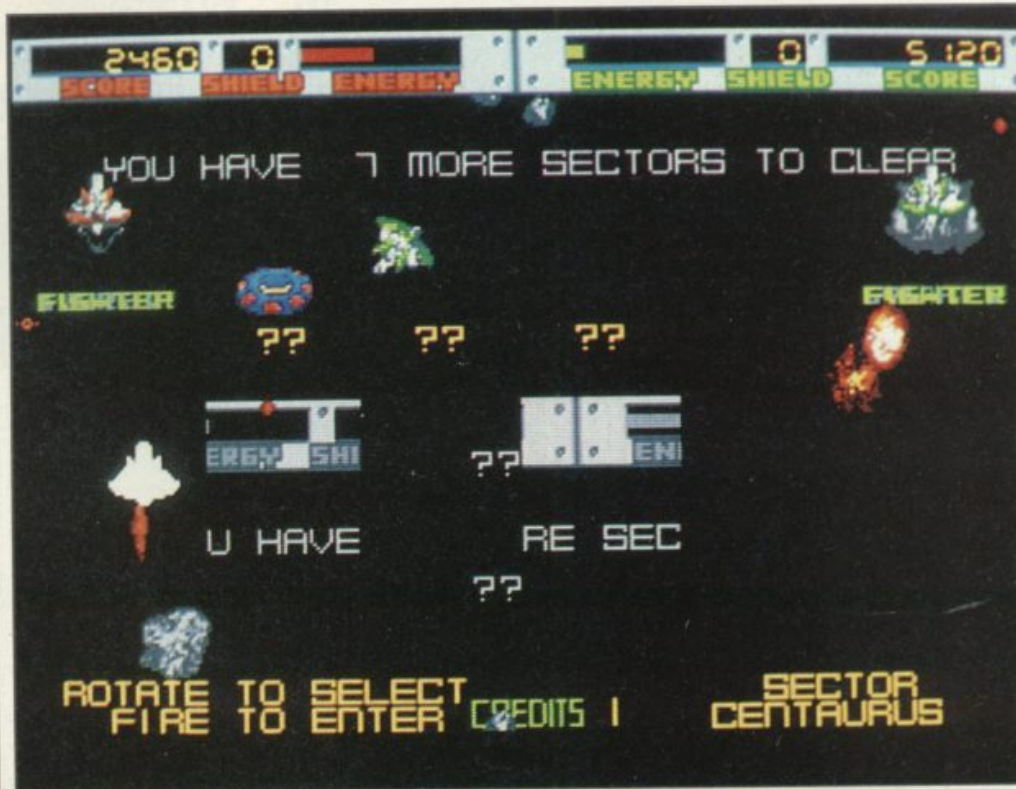 2460 0 0 5120
SCORE SHIELD ENERGY ENERGY SHIELD SCORE
YOU HAVE 7 MORE SECTORS TO CLEAR
FIGHTER FIGHTER
?? ?? ??
ERGY SHI EN
??
U HAVE RE SEC
??
ROTATE TO SELECT
FIRE TO ENTER
CREDITS 1
SECTOR
CENTAURUS